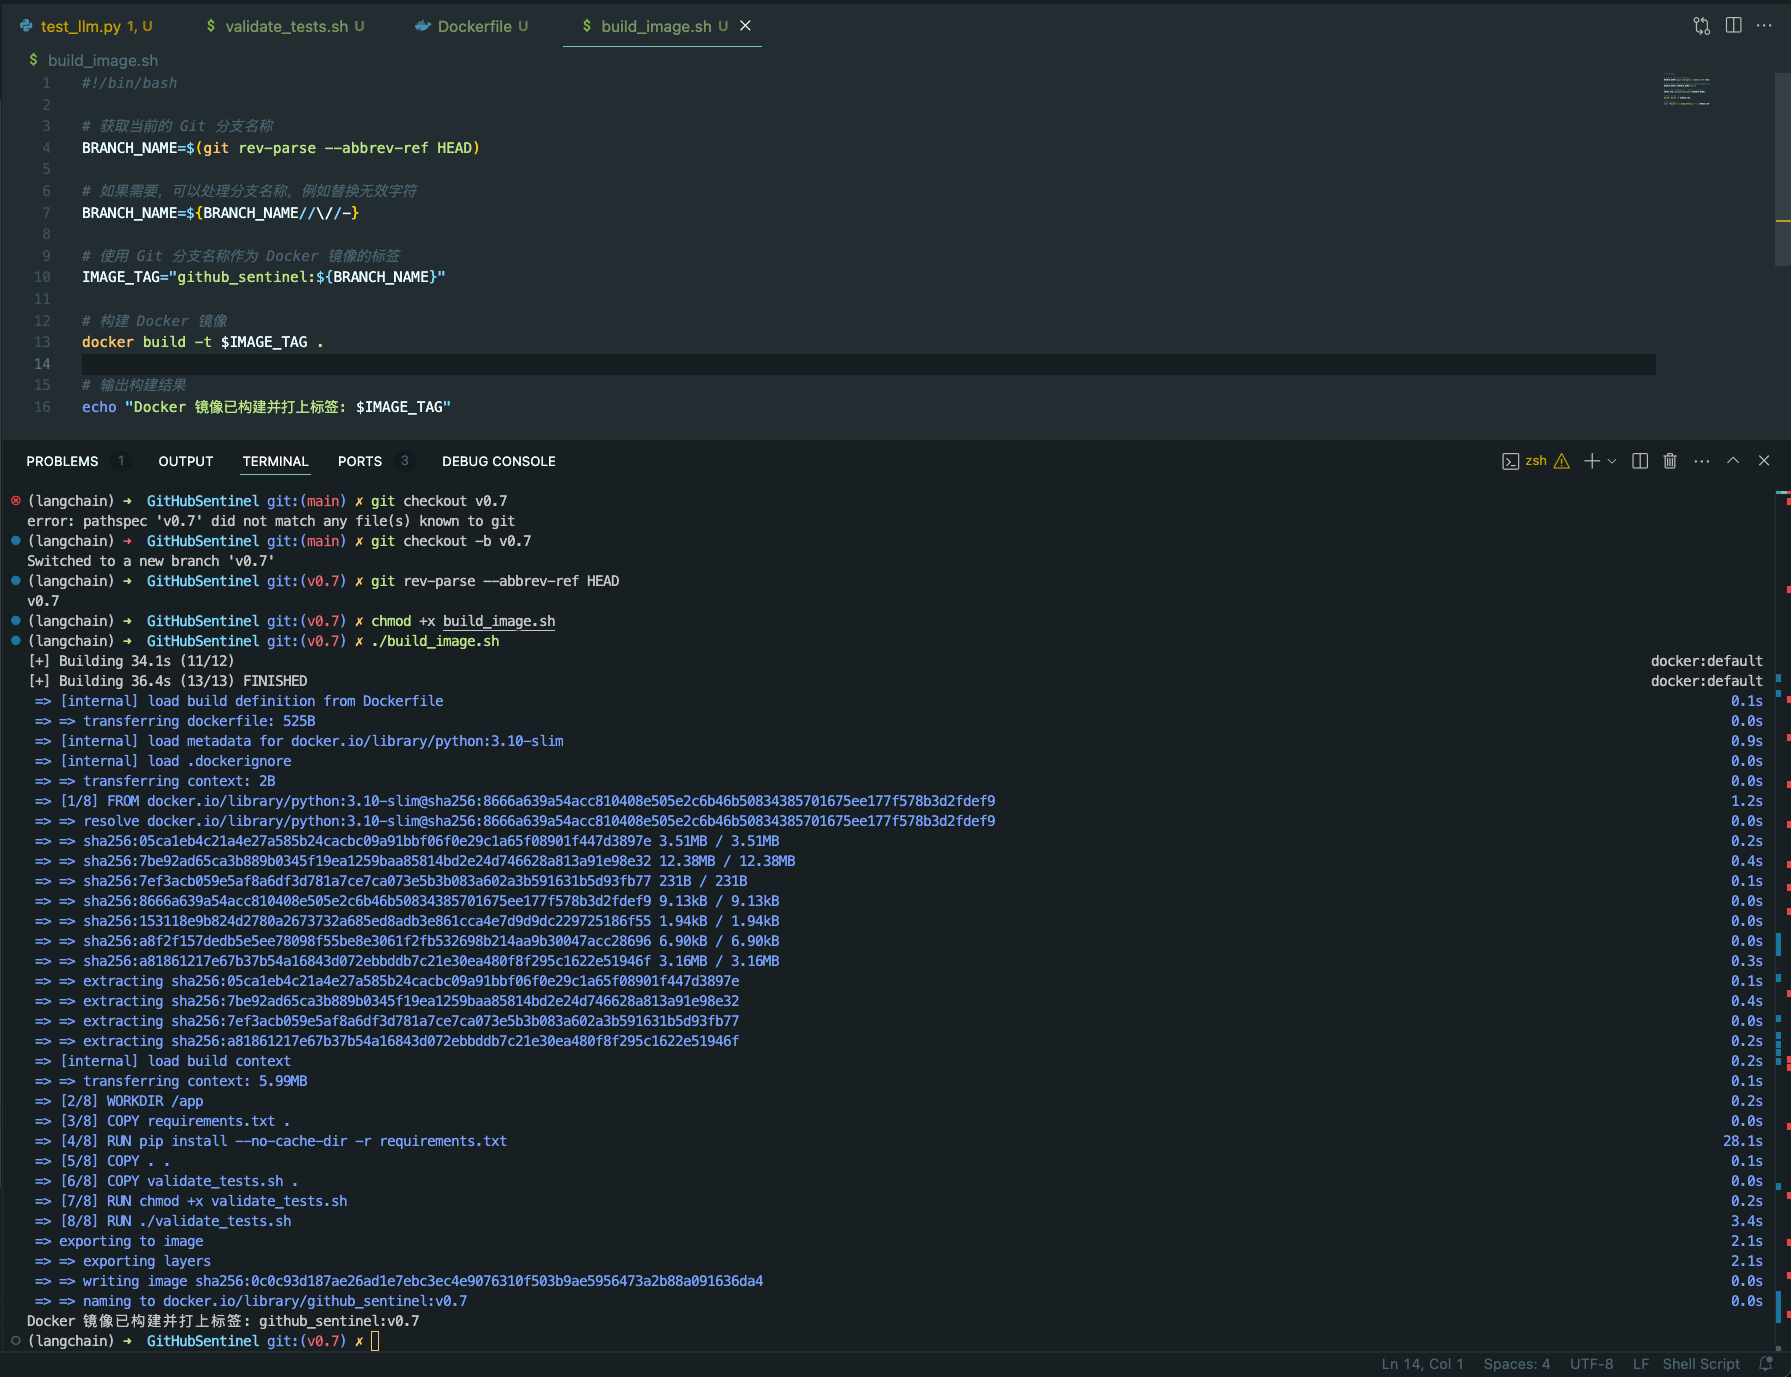 test_llm.py 1, U
$ validate_tests.sh U
Dockerfile U
$ build_image.sh U
$ build_image.sh
1 #!/bin/bash
2
3 # 获取当前的 Git 分支名称
4 BRANCH_NAME=$(git rev-parse --abbrev-ref HEAD)
5
6 # 如果需要，可以处理分支名称，例如替换无效字符
7 BRANCH_NAME=${BRANCH_NAME//\//-}
8
9 # 使用 Git 分支名称作为 Docker 镜像的标签
10 IMAGE_TAG="github_sentinel:${BRANCH_NAME}"
11
12 # 构建 Docker 镜像
13 docker build -t $IMAGE_TAG .
14
15 # 输出构建结果
16 echo "Docker 镜像已构建并打上标签: $IMAGE_TAG"
PROBLEMS 1 OUTPUT TERMINAL PORTS 3 DEBUG CONSOLE zsh
(langchain) ➜ GitHubSentinel git:(main) ✗ git checkout v0.7
error: pathspec 'v0.7' did not match any file(s) known to git
(langchain) ➜ GitHubSentinel git:(main) ✗ git checkout -b v0.7
Switched to a new branch 'v0.7'
(langchain) ➜ GitHubSentinel git:(v0.7) ✗ git rev-parse --abbrev-ref HEAD
v0.7
(langchain) ➜ GitHubSentinel git:(v0.7) ✗ chmod +x build_image.sh
(langchain) ➜ GitHubSentinel git:(v0.7) ✗ ./build_image.sh
[+] Building 34.1s (11/12) docker:default
[+] Building 36.4s (13/13) FINISHED docker:default
=> [internal] load build definition from Dockerfile 0.1s
=> => transferring dockerfile: 525B 0.0s
=> [internal] load metadata for docker.io/library/python:3.10-slim 0.9s
=> [internal] load .dockerignore 0.0s
=> => transferring context: 2B 0.0s
=> [1/8] FROM docker.io/library/python:3.10-slim@sha256:8666a639a54acc810408e505e2c6b46b50834385701675ee177f578b3d2fdef9 1.2s
=> => resolve docker.io/library/python:3.10-slim@sha256:8666a639a54acc810408e505e2c6b46b50834385701675ee177f578b3d2fdef9 0.0s
=> => sha256:05ca1eb4c21a4e27a585b24cacbc09a91bbf06f0e29c1a65f08901f447d3897e 3.51MB / 3.51MB 0.2s
=> => sha256:7be92ad65ca3b889b0345f19ea1259baa85814bd2e24d746628a813a91e98e32 12.38MB / 12.38MB 0.4s
=> => sha256:7ef3acb059e5af8a6df3d781a7ce7ca073e5b3b083a602a3b591631b5d93fb77 231B / 231B 0.1s
=> => sha256:8666a639a54acc810408e505e2c6b46b50834385701675ee177f578b3d2fdef9 9.13kB / 9.13kB 0.0s
=> => sha256:153118e9b824d2780a2673732a685ed8adb3e861cca4e7d9d9dc229725186f55 1.94kB / 1.94kB 0.0s
=> => sha256:a8f2f157dedb5e5ee78098f55be8e3061f2fb532698b214aa9b30047acc28696 6.90kB / 6.90kB 0.0s
=> => sha256:a81861217e67b37b54a16843d072ebbddb7c21e30ea480f8f295c1622e51946f 3.16MB / 3.16MB 0.3s
=> => extracting sha256:05ca1eb4c21a4e27a585b24cacbc09a91bbf06f0e29c1a65f08901f447d3897e 0.1s
=> => extracting sha256:7be92ad65ca3b889b0345f19ea1259baa85814bd2e24d746628a813a91e98e32 0.4s
=> => extracting sha256:7ef3acb059e5af8a6df3d781a7ce7ca073e5b3b083a602a3b591631b5d93fb77 0.0s
=> => extracting sha256:a81861217e67b37b54a16843d072ebbddb7c21e30ea480f8f295c1622e51946f 0.2s
=> [internal] load build context 0.2s
=> => transferring context: 5.99MB 0.1s
=> [2/8] WORKDIR /app 0.2s
=> [3/8] COPY requirements.txt . 0.0s
=> [4/8] RUN pip install --no-cache-dir -r requirements.txt 28.1s
=> [5/8] COPY . . 0.1s
=> [6/8] COPY validate_tests.sh . 0.0s
=> [7/8] RUN chmod +x validate_tests.sh 0.2s
=> [8/8] RUN ./validate_tests.sh 3.4s
=> exporting to image 2.1s
=> => exporting layers 2.1s
=> => writing image sha256:0c0c93d187ae26ad1e7ebc3ec4e9076310f503b9ae5956473a2b88a091636da4 0.0s
=> => naming to docker.io/library/github_sentinel:v0.7 0.0s
Docker 镜像已构建并打上标签: github_sentinel:v0.7
(langchain) ➜ GitHubSentinel git:(v0.7) ✗
Ln 14, Col 1 Spaces: 4 UTF-8 LF Shell Script